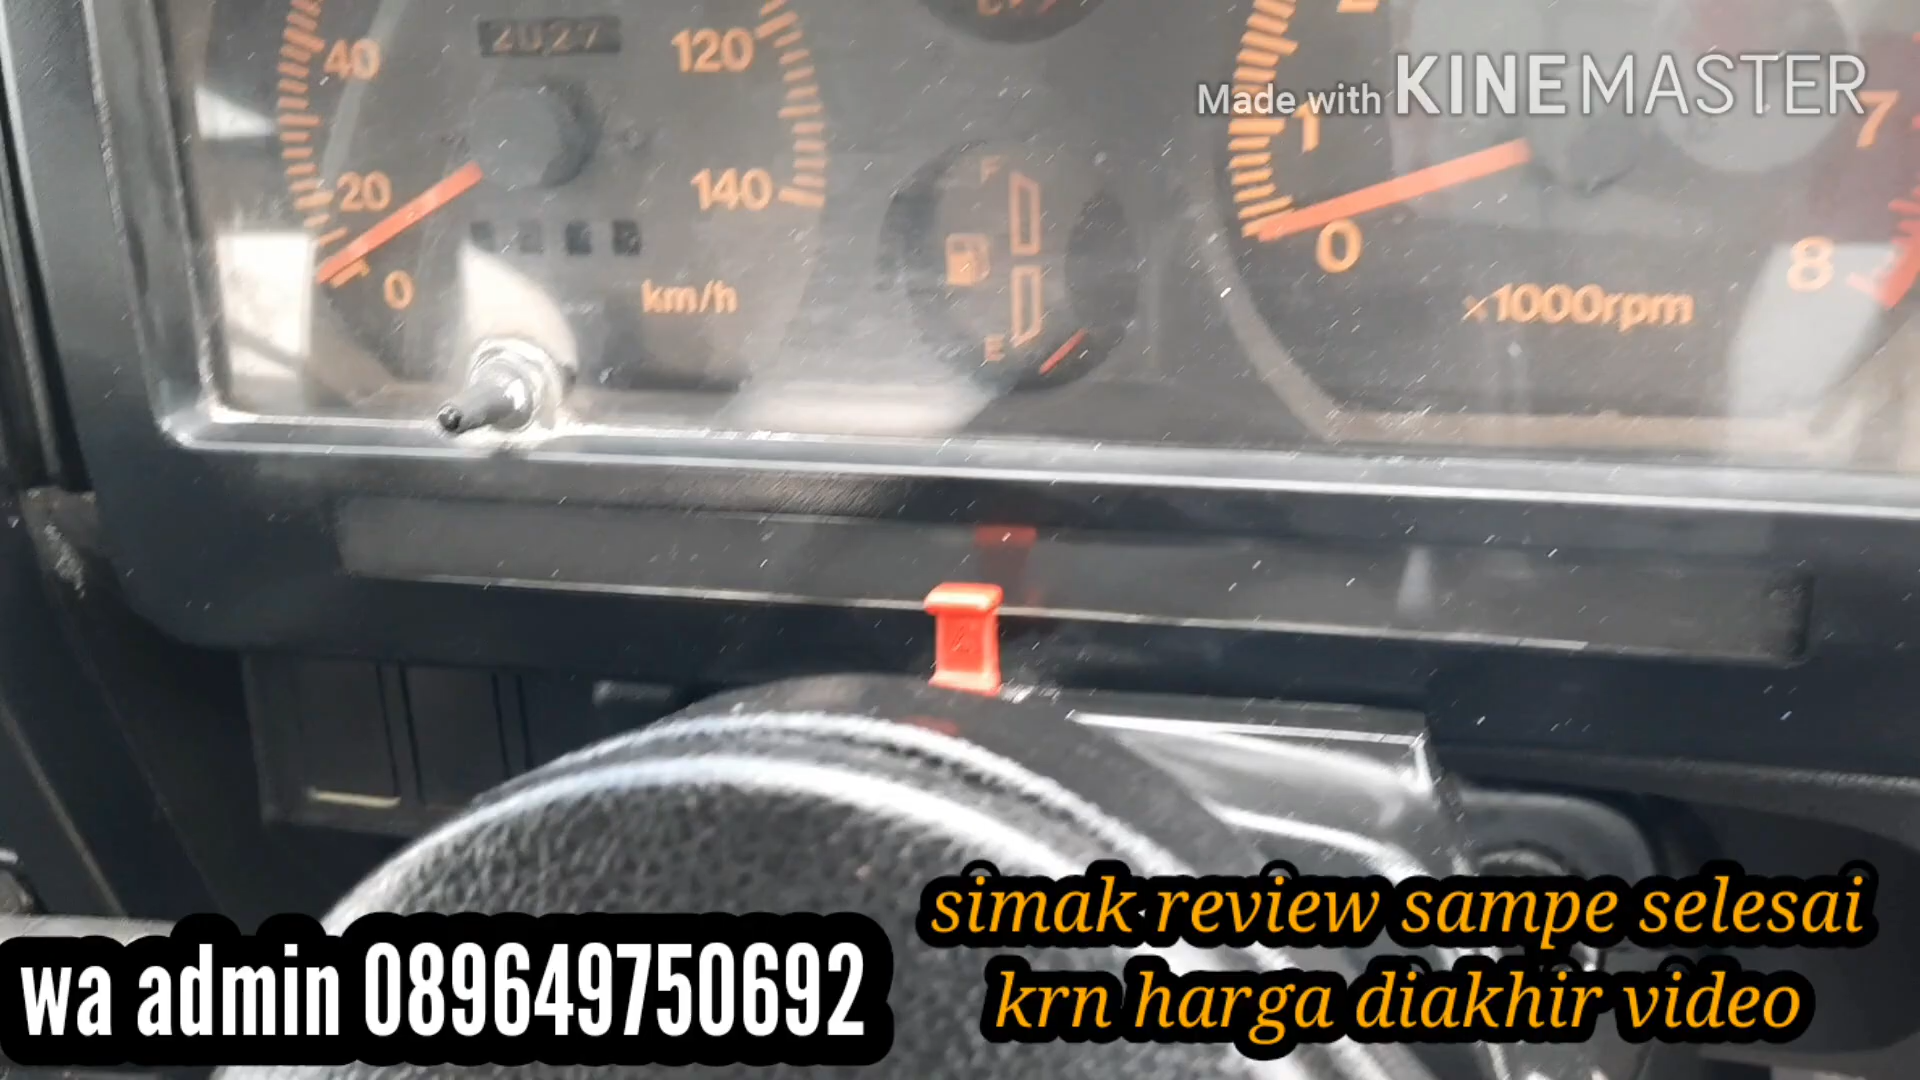 Made with KINEMASTER
40
2027
120
1
7
20
140
F
0
km/h
E
0
8
x1000rpm
simak review sampe selesai
krn harga diakhir video
wa admin 089649750692